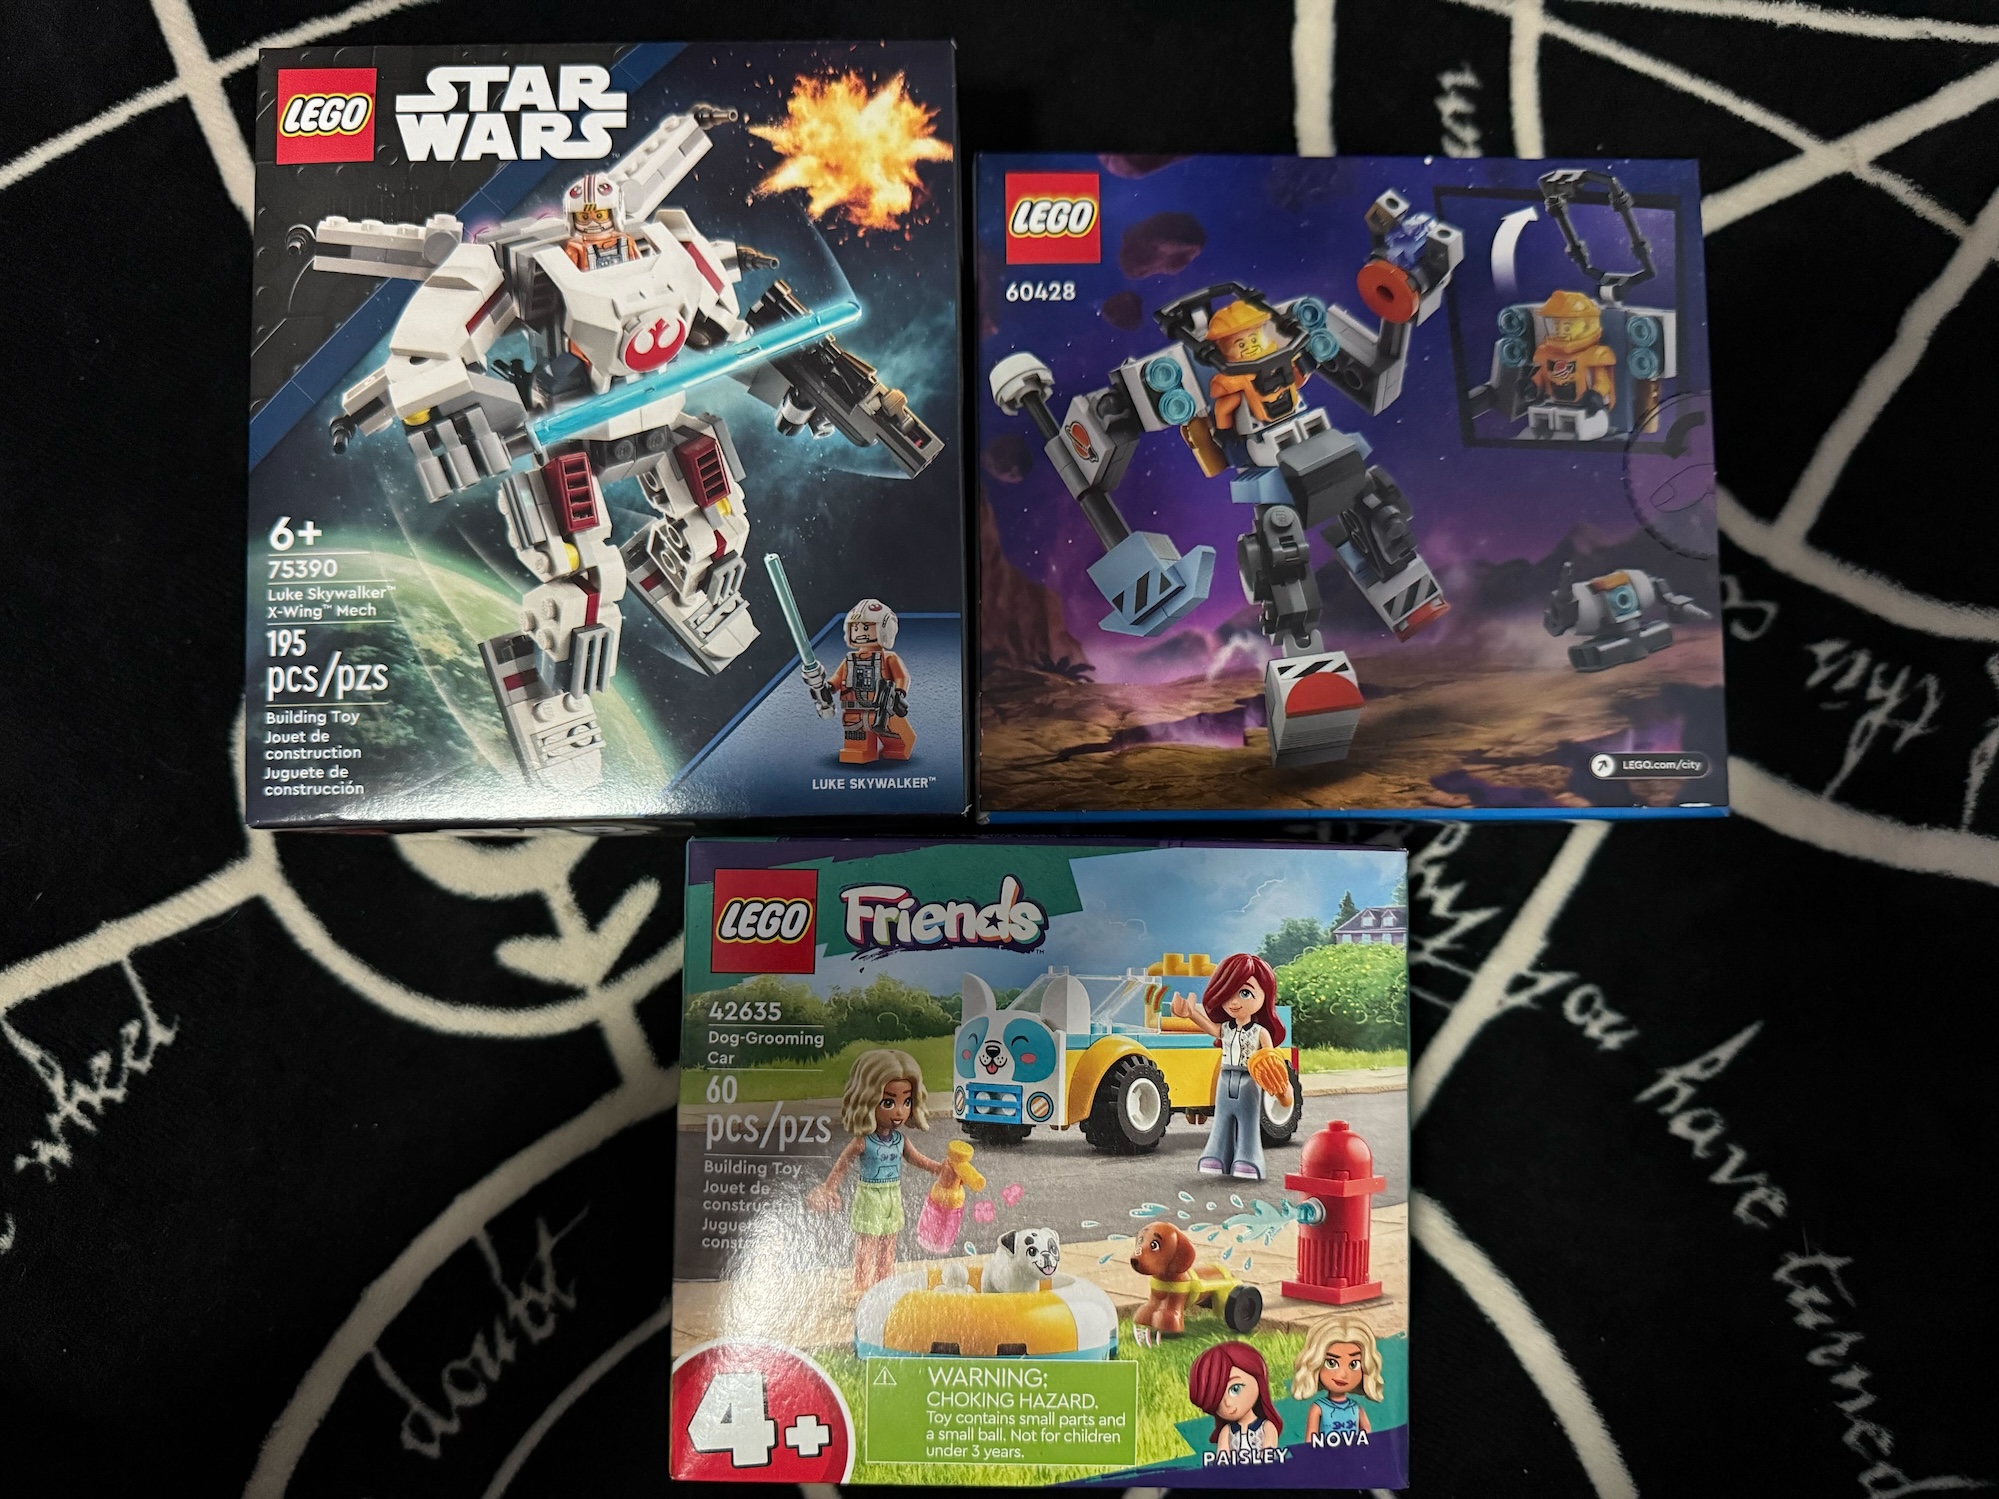 LEGO
STAR
WARS
6+
75390
Luke Skywalker™
X-Wing™ Mech
195
pcs/pzs
Building Toy
Jouet de
construction
Juguete de
construcción
LUKE SKYWALKER™
LEGO
60428
LEGO.com/city
LEGO
Friends™
42635
Dog-Grooming
Car
60
pcs/pzs
Building Toy
Jouet de
4+
WARNING:
CHOKING HAZARD.
Toy contains small parts and
a small ball. Not for children
under 3 years.
PAISLEY
NOVA
wheel
doubt
you have turned
this